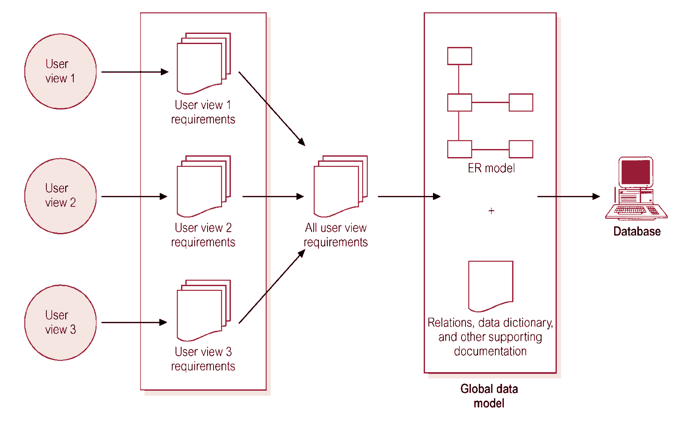 User
view 1
User view 1
requirements
User
view 2
User view 2
requirements
User
view 3
User view 3
requirements
All user view
requirements
ER model
+
Relations, data dictionary,
and other supporting
documentation
Global data
model
Database